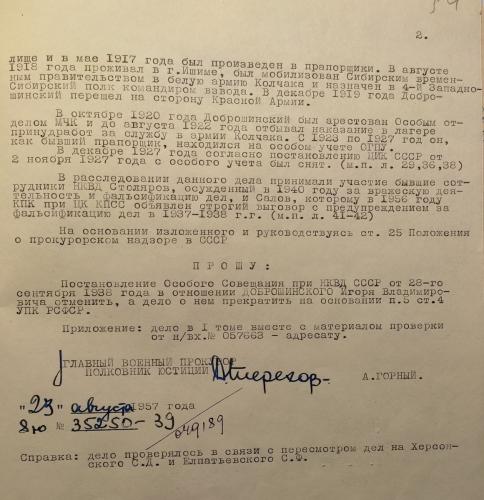 2.
лище и в мае 1917 года был произведен в прапорщики. В августе
1918 года проживал в г.Ишиме, был мобилизован Сибирским времен-
ным правительством в белую армию Колчака и назначен в 4-й Западно-
Сибирский полк командиром взвода. В декабре 1919 года Добро-
шинский перешел на сторону Красной Армии.
В октябре 1920 года Доброшинский был арестован Особым от-
делом МЧК и до августа 1922 года отбывал наказание в лагере
принудработ за службу в армии Колчака. С 1923 по 1927 год он,
как бывший прапорщик, находился на особом учете ОГПУ.
В декабре 1927 года согласно постановлению ЦИК СССР от
2 ноября 1927 года с особого учета был снят. (м.п. л. 29,36,38)
В расследовании данного дела принимали участие бывшие сот-
рудники НКВД Столяров, осужденный в 1940 году за вражескую дея-
тельность и фальсификацию дел, и Салов, которому в 1956 году
КПК при ЦК КПСС объявлен строгий выговор с предупреждением за
фальсификацию дел в 1937-1938 г.г. (м.п. л. 41-42)
На основании изложенного и руководствуясь ст. 25 Положения
о прокурорском надзоре в СССР
П Р О Ш У :
Постановление Особого Совещания при НКВД СССР от 28-го
сентября 1938 года в отношении ДОБРОШИНСКОГО Игоря Владимиро-
вича отменить, а дело о нем прекратить на основании п.5 ст.4
УПК РСФСР.
Приложение: дело в I томе вместе с материалом проверки
от н/вх.№ 057663 - адресату.
ГЛАВНЫЙ ВОЕННЫЙ ПРОКУРОР
ПОЛКОВНИК ЮСТИЦИИ
А.ГОРНЫЙ.
"23" августа 1957 года
8ю № 35250-39
049189
Справка: дело проверялось в связи с пересмотром дел на Херсон-
ского С.Д. и Елпатьевского С.Ф.